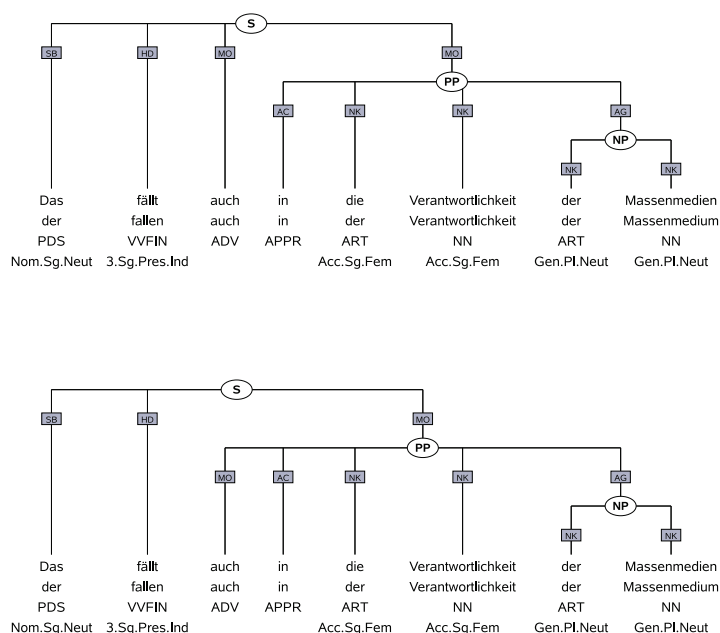 S
SB HD MO MO
PP
AC NK NK AG
NP
NK NK
Das fällt auch in die Verantwortlichkeit der Massenmedien
der fallen auch in der Verantwortlichkeit der Massenmedium
PDS VVFIN ADV APPR ART NN ART NN
Nom.Sg.Neut 3.Sg.Pres.Ind Acc.Sg.Fem Acc.Sg.Fem Gen.Pl.Neut Gen.Pl.Neut
S
SB HD MO
PP
MO AC NK NK AG
NP
NK NK
Das fällt auch in die Verantwortlichkeit der Massenmedien
der fallen auch in der Verantwortlichkeit der Massenmedium
PDS VVFIN ADV APPR ART NN ART NN
Nom.Sg.Neut 3.Sg.Pres.Ind Acc.Sg.Fem Acc.Sg.Fem Gen.Pl.Neut Gen.Pl.Neut